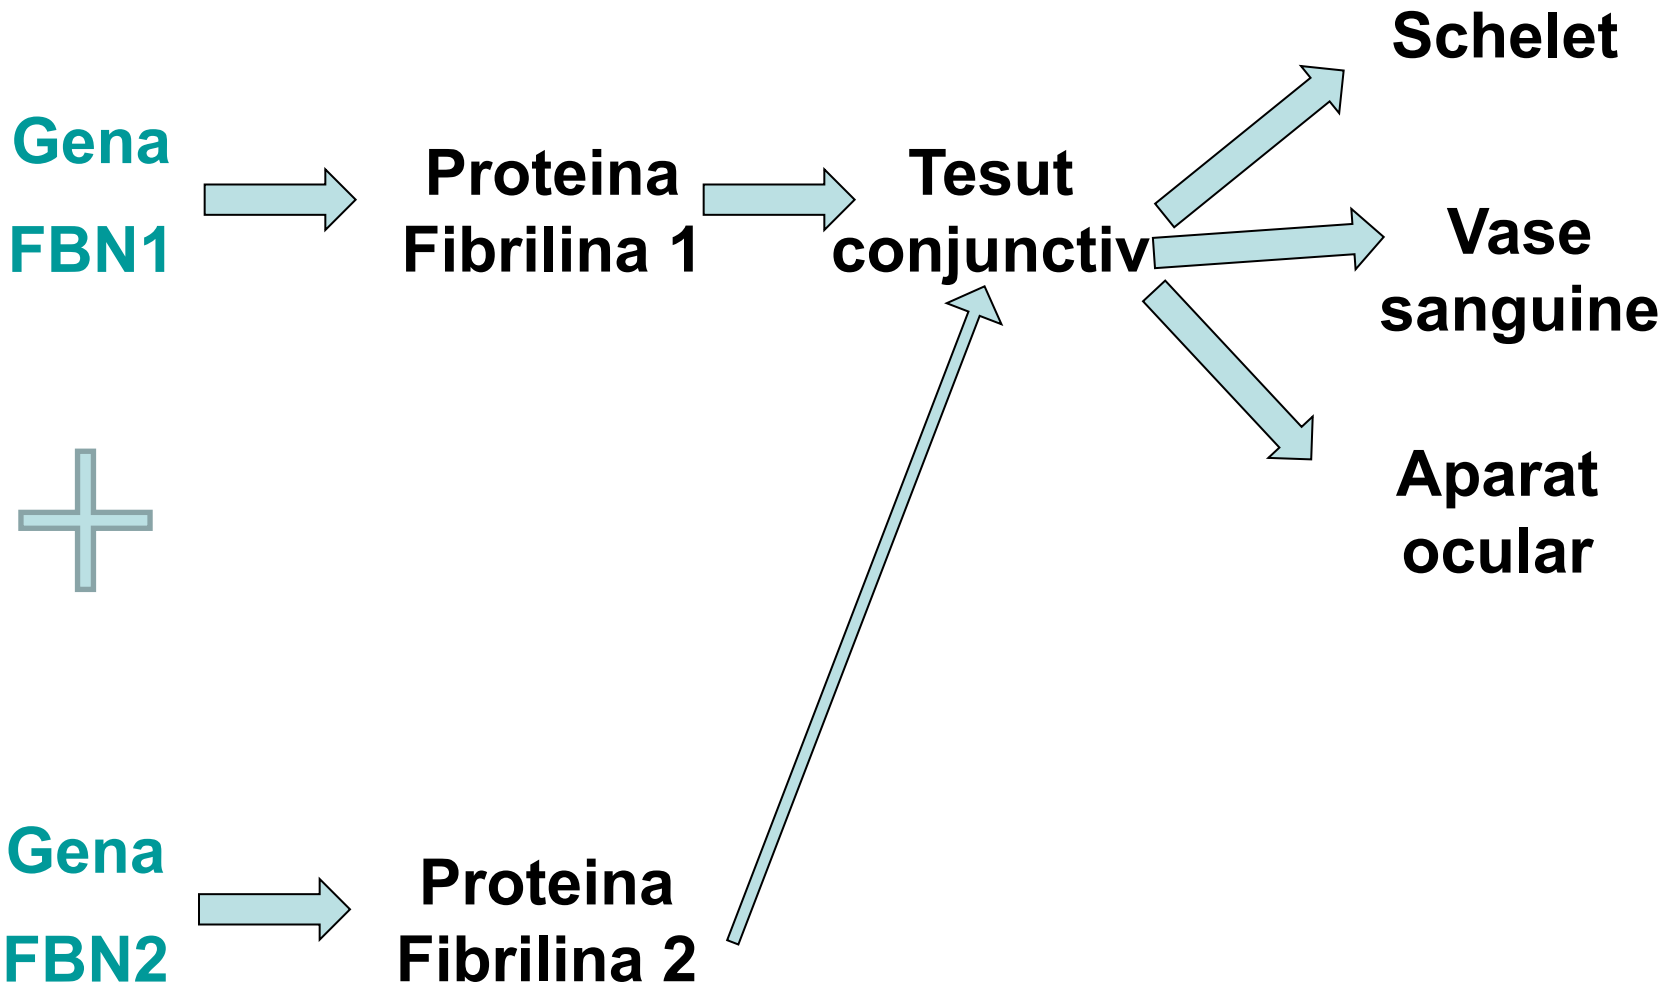 Gena
FBN1
Proteina
Fibrilina 1
Tesut
conjunctiv
Schelet
Vase
sanguine
Aparat
ocular
Gena
FBN2
Proteina
Fibrilina 2